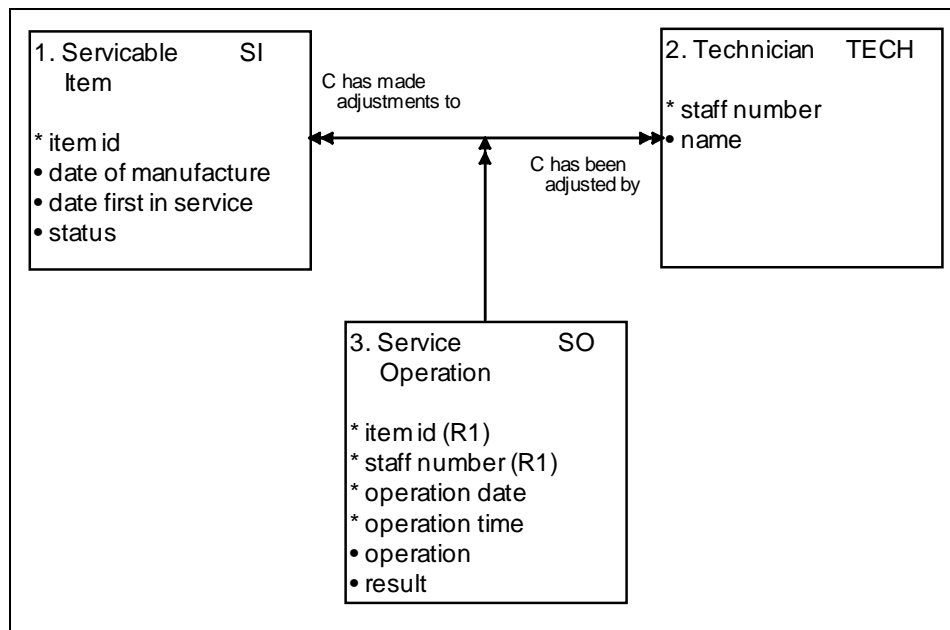 1. Servicable SI
Item
* item id
• date of manufacture
• date first in service
• status
C has made
adjustments to
2. Technician TECH
* staff number
• name
C has been
adjusted by
3. Service SO
Operation
* item id (R1)
* staff number (R1)
* operation date
* operation time
• operation
• result